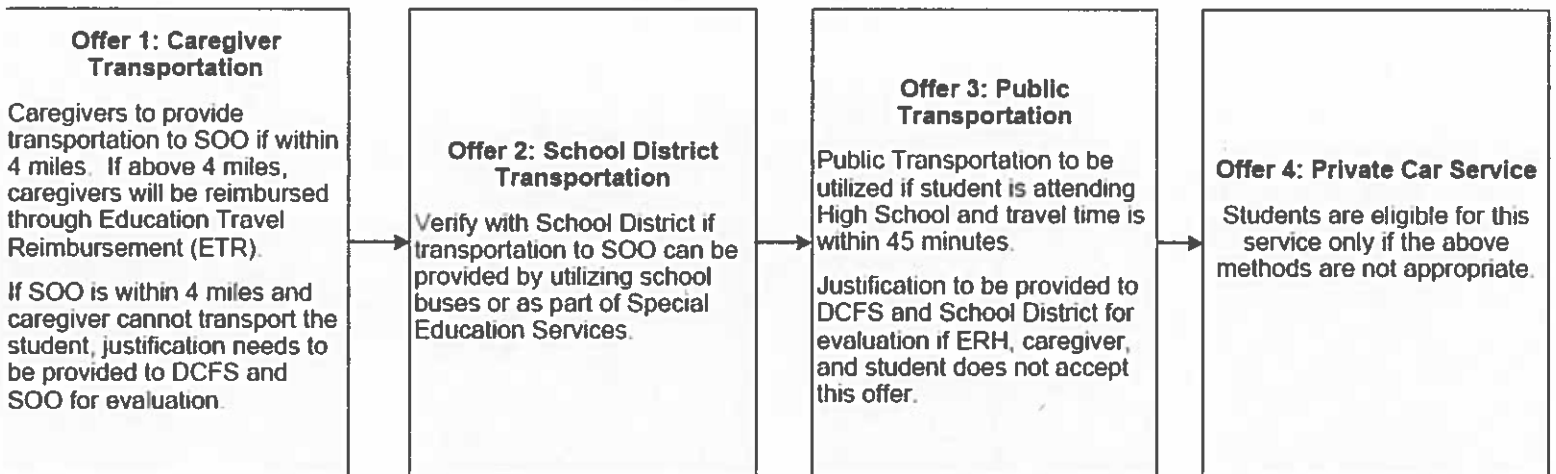 Offer 1: Caregiver
Transportation
Caregivers to provide
transportation to SOO if within
4 miles. If above 4 miles,
caregivers will be reimbursed
through Education Travel
Reimbursement (ETR).
If SOO is within 4 miles and
caregiver cannot transport the
student, justification needs to
be provided to DCFS and
SOO for evaluation.
Offer 2: School District
Transportation
Verify with School District if
transportation to SOO can be
provided by utilizing school
buses or as part of Special
Education Services.
Offer 3: Public
Transportation
Public Transportation to be
utilized if student is attending
High School and travel time is
within 45 minutes.
Justification to be provided to
DCFS and School District for
evaluation if ERH, caregiver,
and student does not accept
this offer.
Offer 4: Private Car Service
Students are eligible for this
service only if the above
methods are not appropriate.